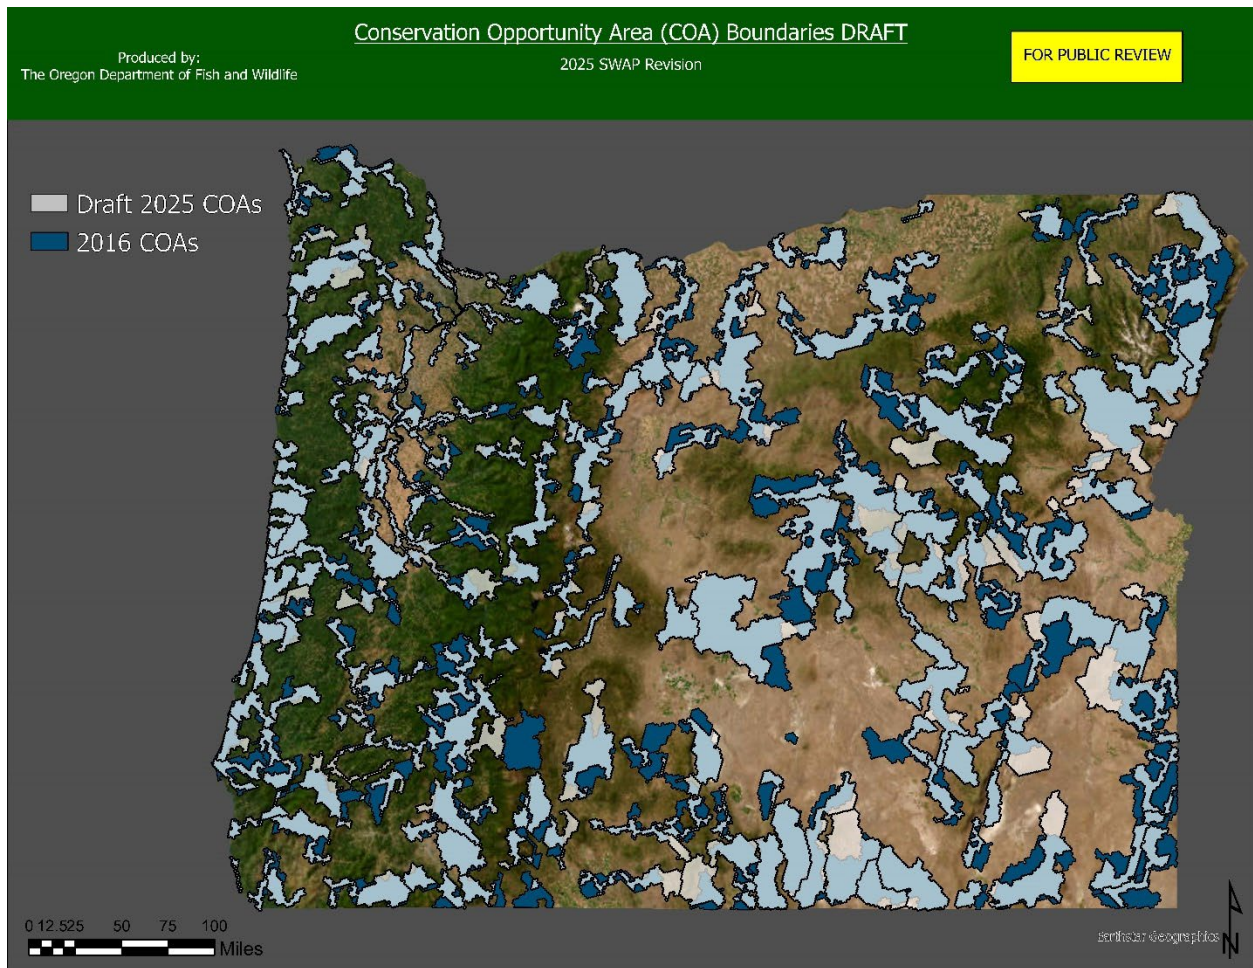 Conservation Opportunity Area (COA) Boundaries DRAFT
2025 SWAP Revision
Produced by:
The Oregon Department of Fish and Wildlife
FOR PUBLIC REVIEW
Draft 2025 COAs
2016 COAs
0 12.525 50 75 100
Miles
Earthstar Geographics
N